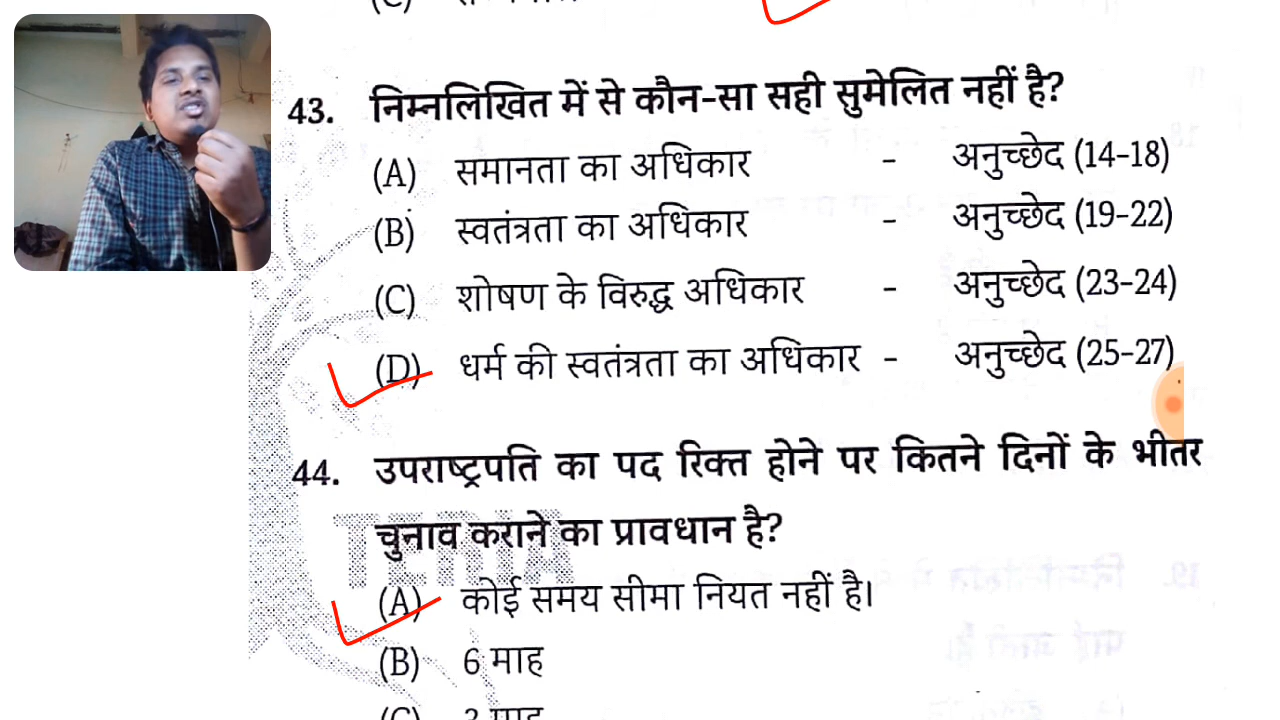 43. निम्नलिखित में से कौन-सा सही सुमेलित नहीं है?
(A) समानता का अधिकार - अनुच्छेद (14-18)
(B) स्वतंत्रता का अधिकार - अनुच्छेद (19-22)
(C) शोषण के विरुद्ध अधिकार - अनुच्छेद (23-24)
(D) धर्म की स्वतंत्रता का अधिकार - अनुच्छेद (25-27)
44. उपराष्ट्रपति का पद रिक्त होने पर कितने दिनों के भीतर
चुनाव कराने का प्रावधान है?
(A) कोई समय सीमा नियत नहीं है।
(B) 6 माह